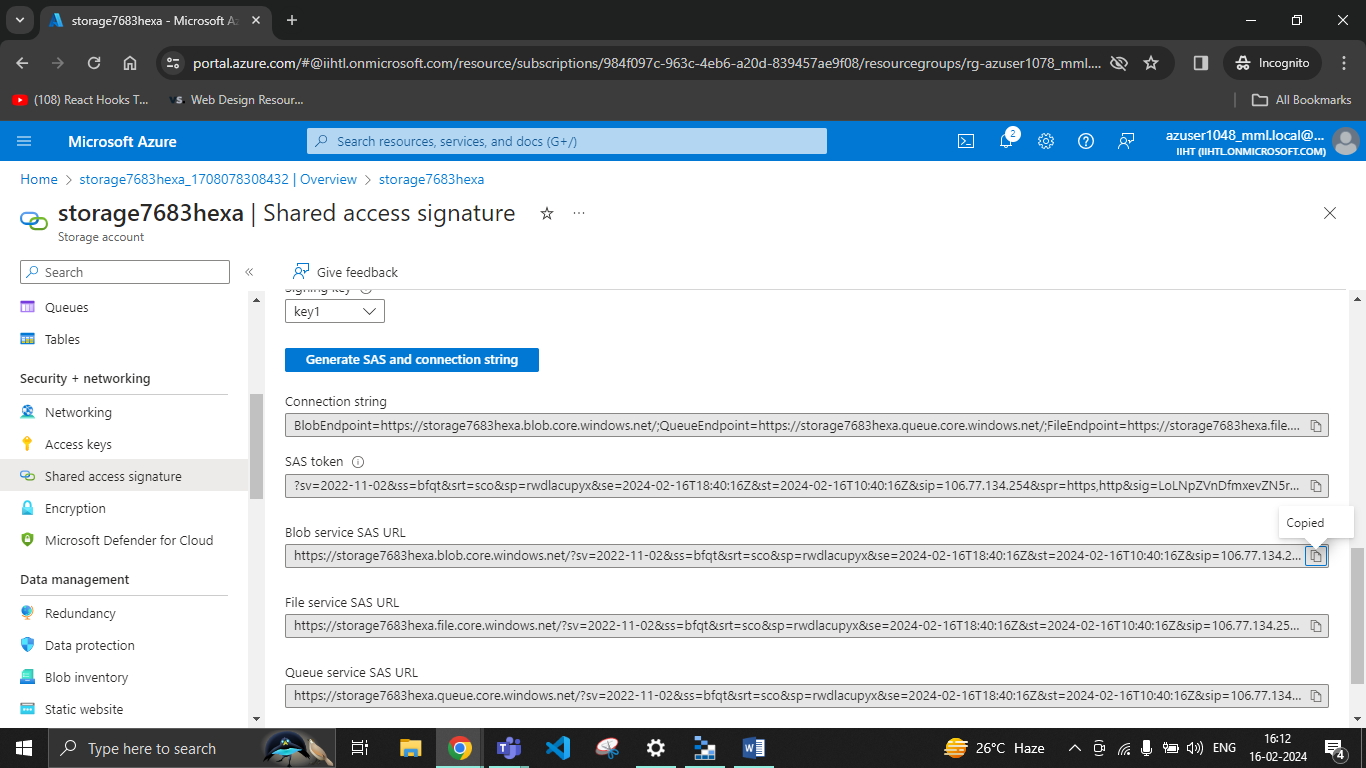 storage7683hexa - Microsoft Az
portal.azure.com/#@iihtl.onmicrosoft.com/resource/subscriptions/984f097c-963c-4eb6-a20d-839457ae9f08/resourcegroups/rg-azuser1078_mml....
Incognito
(108) React Hooks T...
vs.
Web Design Resour...
All Bookmarks
Microsoft Azure
Search resources, services, and docs (G+/)
2
azuser1048_mml.local@...
IIHT (IIHTL.ONMICROSOFT.COM)
Home > storage7683hexa_1708078308432 | Overview > storage7683hexa
storage7683hexa | Shared access signature
...
Storage account
Search
«
Give feedback
Queues
Tables
Security + networking
Networking
Access keys
Shared access signature
Encryption
Microsoft Defender for Cloud
Data management
Redundancy
Data protection
Blob inventory
Static website
Signing key
key1
Generate SAS and connection string
Connection string
BlobEndpoint=https://storage7683hexa.blob.core.windows.net/;QueueEndpoint=https://storage7683hexa.queue.core.windows.net/;FileEndpoint=https://storage7683hexa.file....
SAS token
?sv=2022-11-02&ss=bfqt&srt=sco&sp=rwdlacupyx&se=2024-02-16T18:40:16Z&st=2024-02-16T10:40:16Z&sip=106.77.134.254&spr=https,http&sig=LoLNpZVnDfmxevZN5r...
Copied
Blob service SAS URL
https://storage7683hexa.blob.core.windows.net/?sv=2022-11-02&ss=bfqt&srt=sco&sp=rwdlacupyx&se=2024-02-16T18:40:16Z&st=2024-02-16T10:40:16Z&sip=106.77.134.2...
File service SAS URL
https://storage7683hexa.file.core.windows.net/?sv=2022-11-02&ss=bfqt&srt=sco&sp=rwdlacupyx&se=2024-02-16T18:40:16Z&st=2024-02-16T10:40:16Z&sip=106.77.134.25...
Queue service SAS URL
https://storage7683hexa.queue.core.windows.net/?sv=2022-11-02&ss=bfqt&srt=sco&sp=rwdlacupyx&se=2024-02-16T18:40:16Z&st=2024-02-16T10:40:16Z&sip=106.77.134...
Type here to search
26°C Haze
ENG
16:12
16-02-2024
4